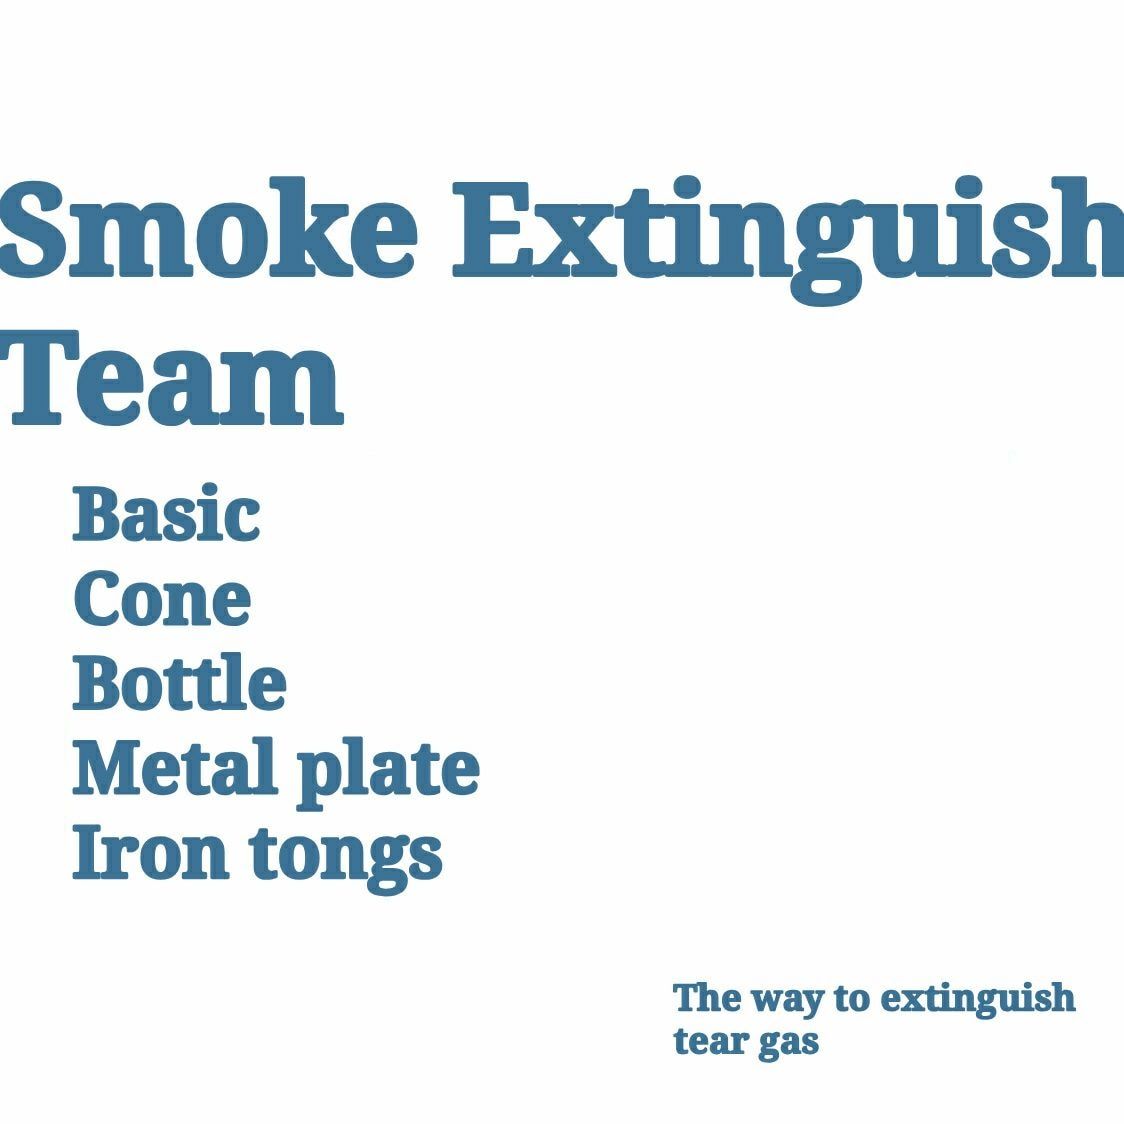 Smoke Extinguish
Team
Basic
Cone
Bottle
Metal plate
Iron tongs
The way to extinguish
tear gas